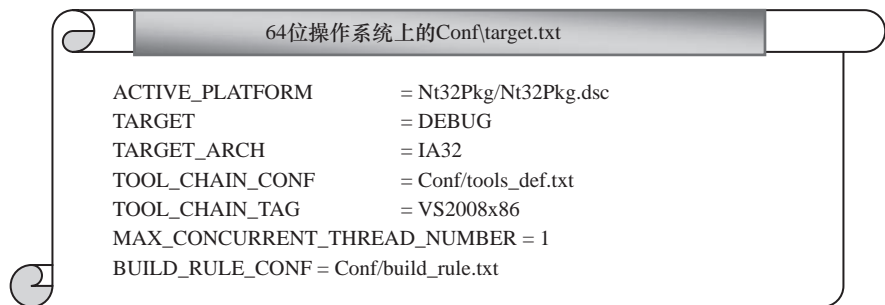 64位操作系统上的Conf\target.txt
ACTIVE_PLATFORM = Nt32Pkg/Nt32Pkg.dsc
TARGET = DEBUG
TARGET_ARCH = IA32
TOOL_CHAIN_CONF = Conf/tools_def.txt
TOOL_CHAIN_TAG = VS2008x86
MAX_CONCURRENT_THREAD_NUMBER = 1
BUILD_RULE_CONF = Conf/build_rule.txt